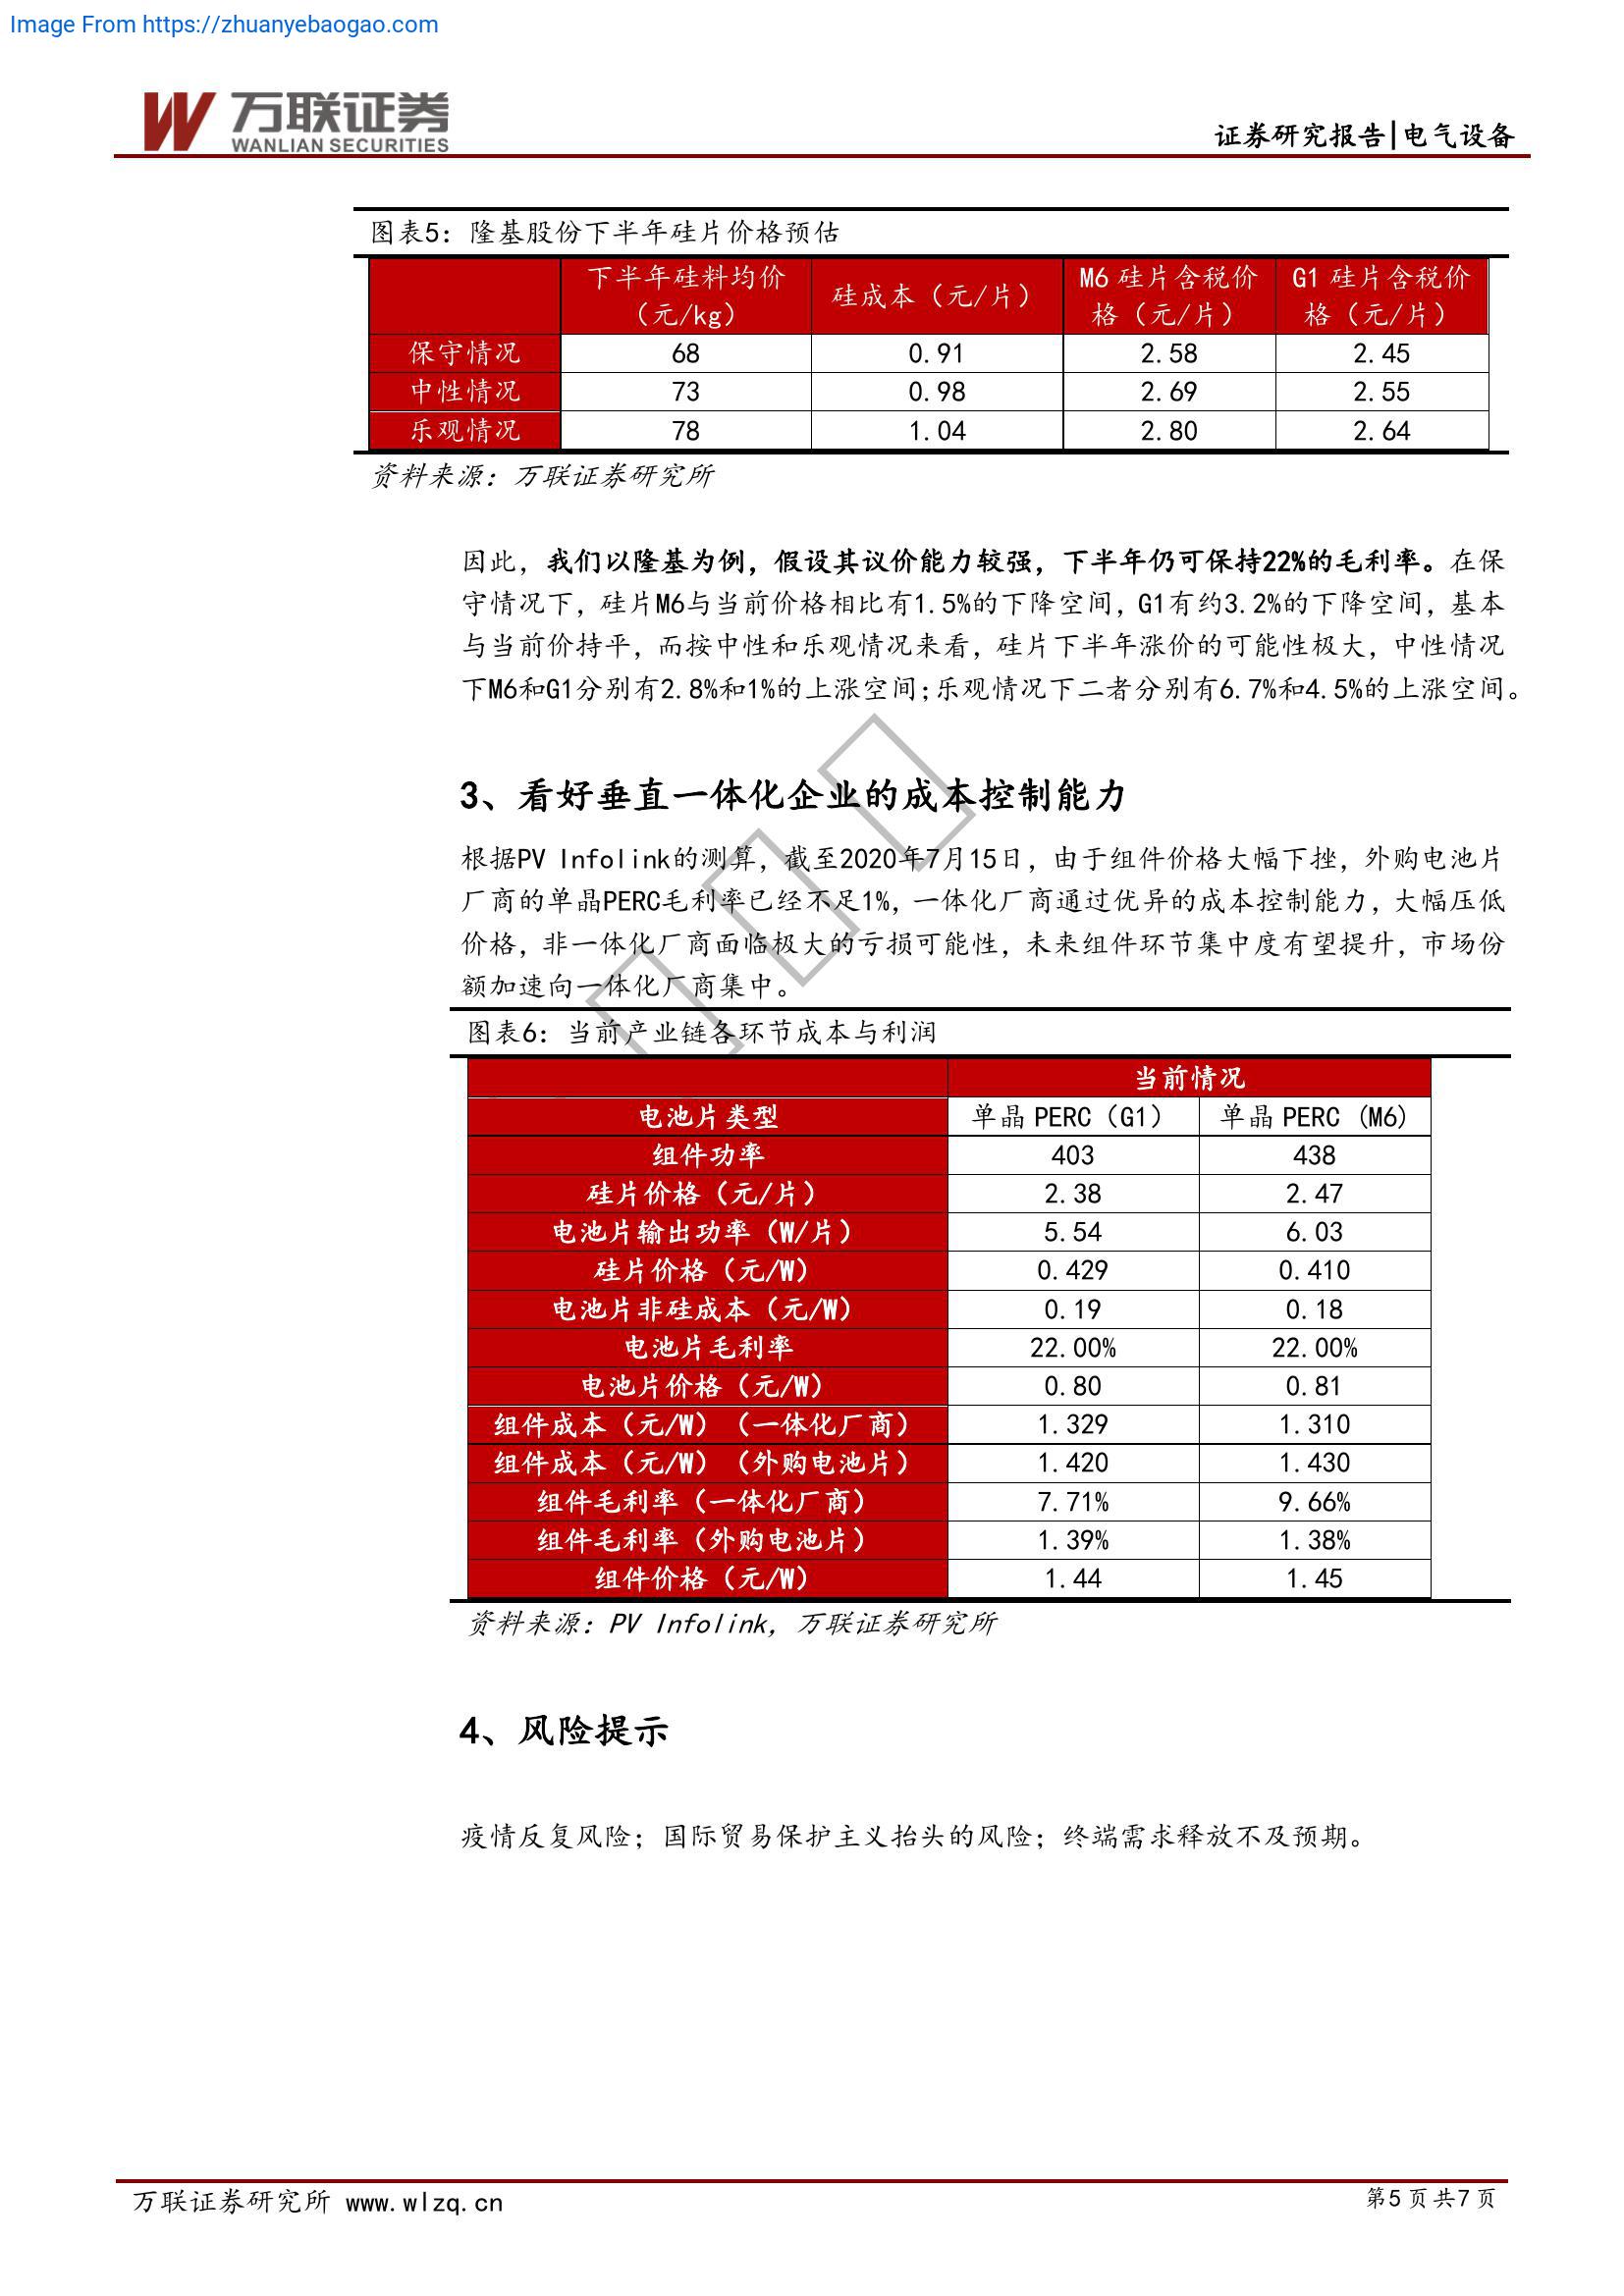 Image From https://zhuanyebaogao.com
万联证券
WANLIAN SECURITIES
证券研究报告|电气设备
图表5：隆基股份下半年硅片价格预估
下半年硅料均价（元/kg） 硅成本（元/片） M6 硅片含税价格（元/片） G1 硅片含税价格（元/片）
保守情况 68 0.91 2.58 2.45
中性情况 73 0.98 2.69 2.55
乐观情况 78 1.04 2.80 2.64
资料来源：万联证券研究所
因此，我们以隆基为例，假设其议价能力较强，下半年仍可保持22%的毛利率。在保
守情况下，硅片M6与当前价格相比有1.5%的下降空间，G1有约3.2%的下降空间，基本
与当前价持平，而按中性和乐观情况来看，硅片下半年涨价的可能性极大，中性情况
下M6和G1分别有2.8%和1%的上涨空间；乐观情况下二者分别有6.7%和4.5%的上涨空间。
3、看好垂直一体化企业的成本控制能力
根据PV Infolink的测算，截至2020年7月15日，由于组件价格大幅下挫，外购电池片
厂商的单晶PERC毛利率已经不足1%，一体化厂商通过优异的成本控制能力，大幅压低
价格，非一体化厂商面临极大的亏损可能性，未来组件环节集中度有望提升，市场份
额加速向一体化厂商集中。
图表6：当前产业链各环节成本与利润
当前情况
电池片类型 单晶 PERC（G1） 单晶 PERC (M6)
组件功率 403 438
硅片价格（元/片） 2.38 2.47
电池片输出功率（W/片） 5.54 6.03
硅片价格（元/W） 0.429 0.410
电池片非硅成本（元/W） 0.19 0.18
电池片毛利率 22.00% 22.00%
电池片价格（元/W） 0.80 0.81
组件成本（元/W）（一体化厂商） 1.329 1.310
组件成本（元/W）（外购电池片） 1.420 1.430
组件毛利率（一体化厂商） 7.71% 9.66%
组件毛利率（外购电池片） 1.39% 1.38%
组件价格（元/W） 1.44 1.45
资料来源：PV Infolink，万联证券研究所
4、风险提示
疫情反复风险；国际贸易保护主义抬头的风险；终端需求释放不及预期。
万联证券研究所 www.wlzq.cn
第5页共7页